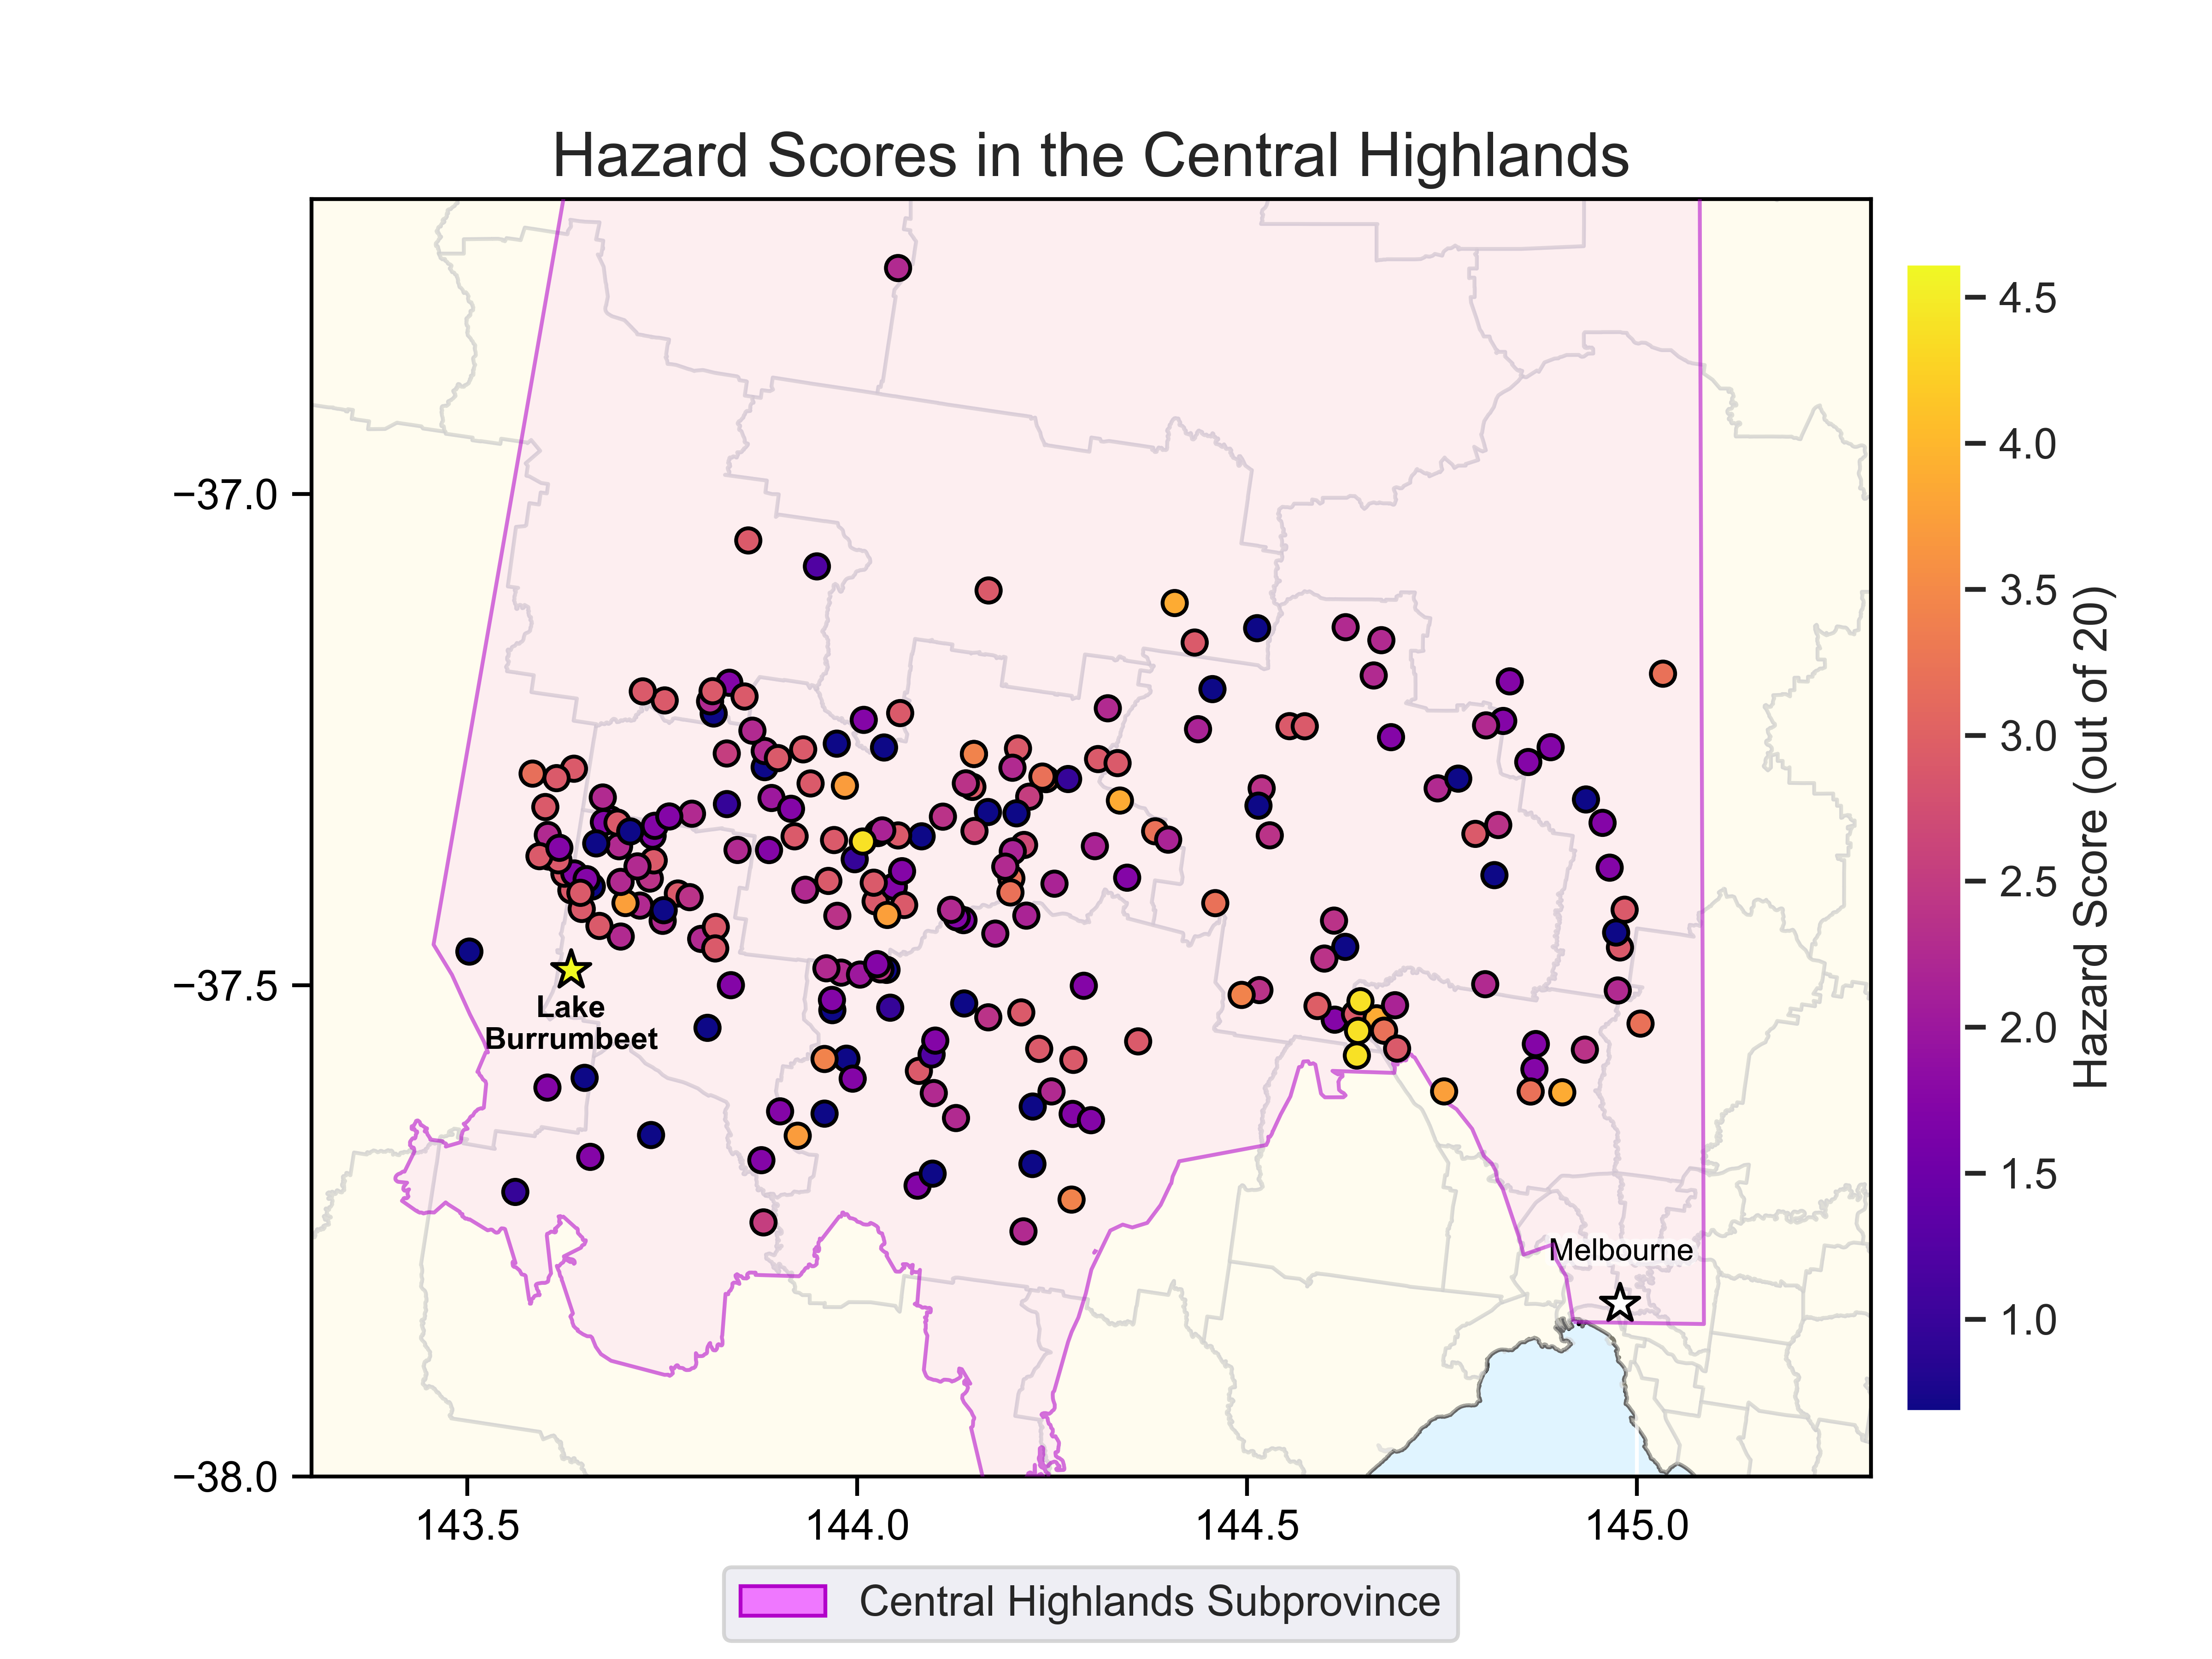 Hazard Scores in the Central Highlands
−37.0
−37.5
−38.0
143.5
144.0
144.5
145.0
Lake
Burrumbeet
Melbourne
4.5
4.0
3.5
3.0
2.5
2.0
1.5
1.0
Hazard Score (out of 20)
Central Highlands Subprovince